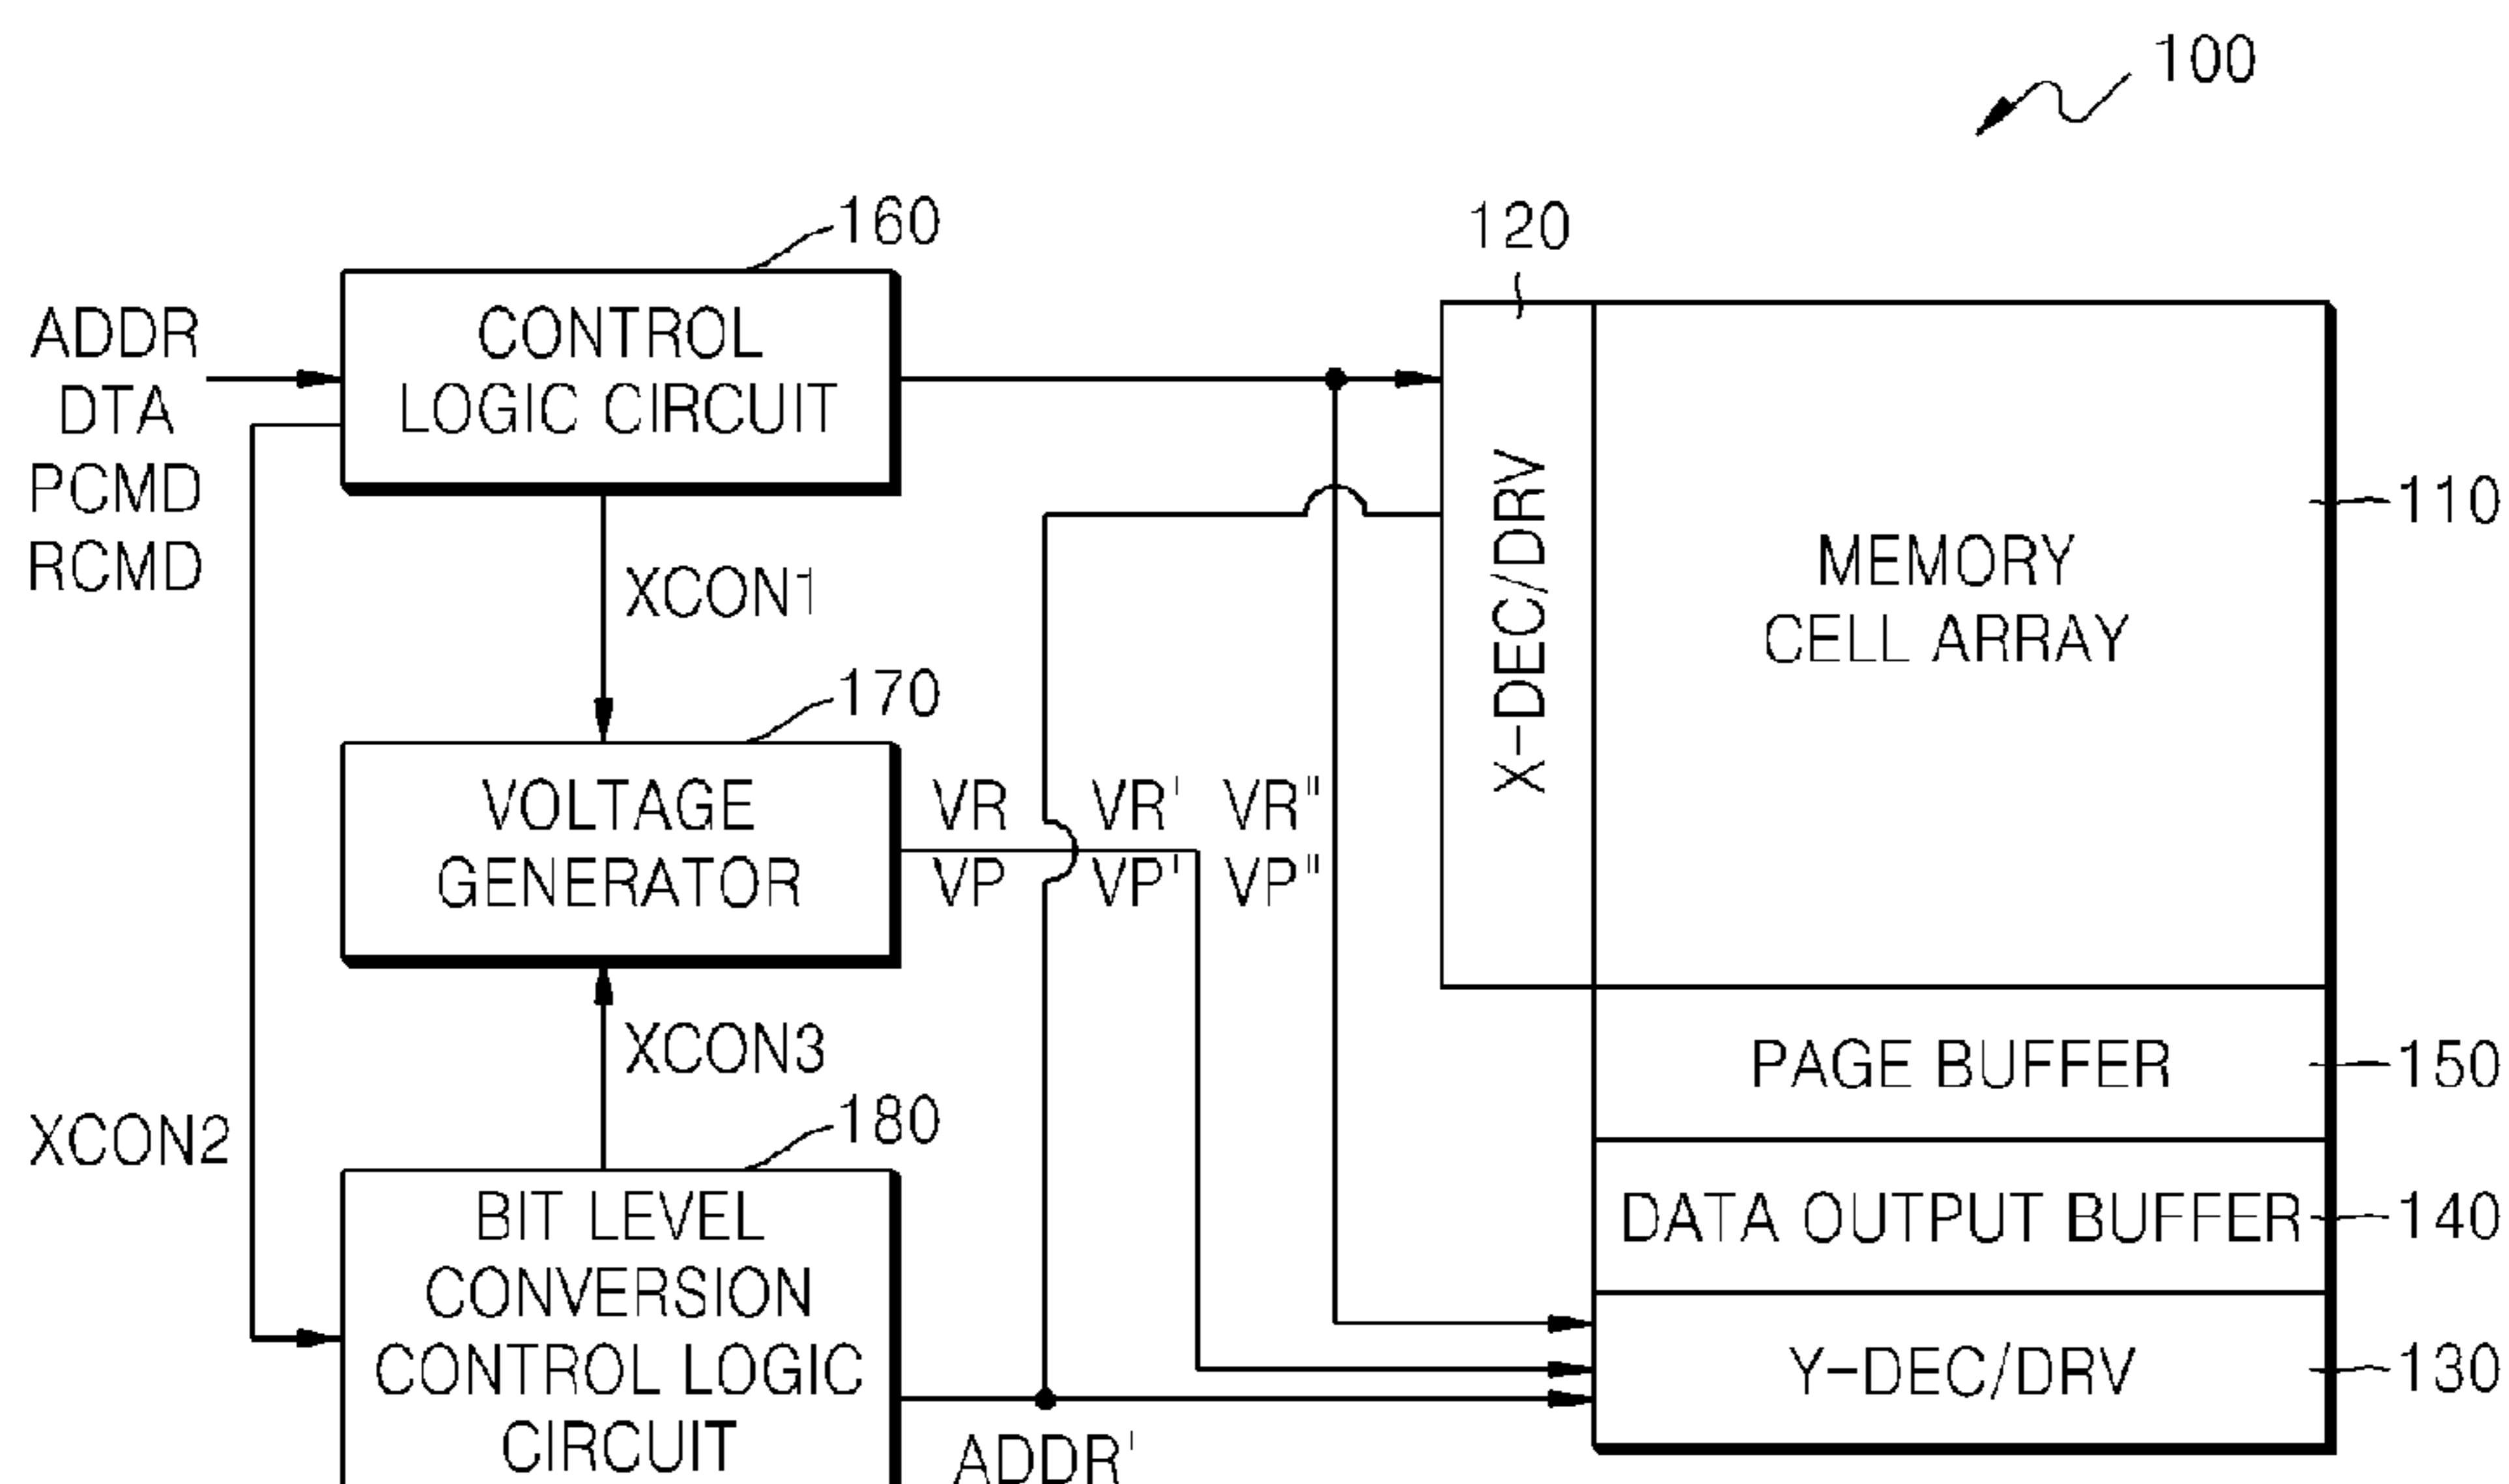 100
160
120
ADDR
DTA
PCMD
RCMD
CONTROL
LOGIC CIRCUIT
X-DEC/DRV
MEMORY
CELL ARRAY
110
XCON1
170
VOLTAGE
GENERATOR
VR VR' VR"
VP VP' VP"
XCON3
PAGE BUFFER
150
XCON2
180
BIT LEVEL
CONVERSION
CONTROL LOGIC
CIRCUIT
DATA OUTPUT BUFFER
140
Y-DEC/DRV
130
ADDR'